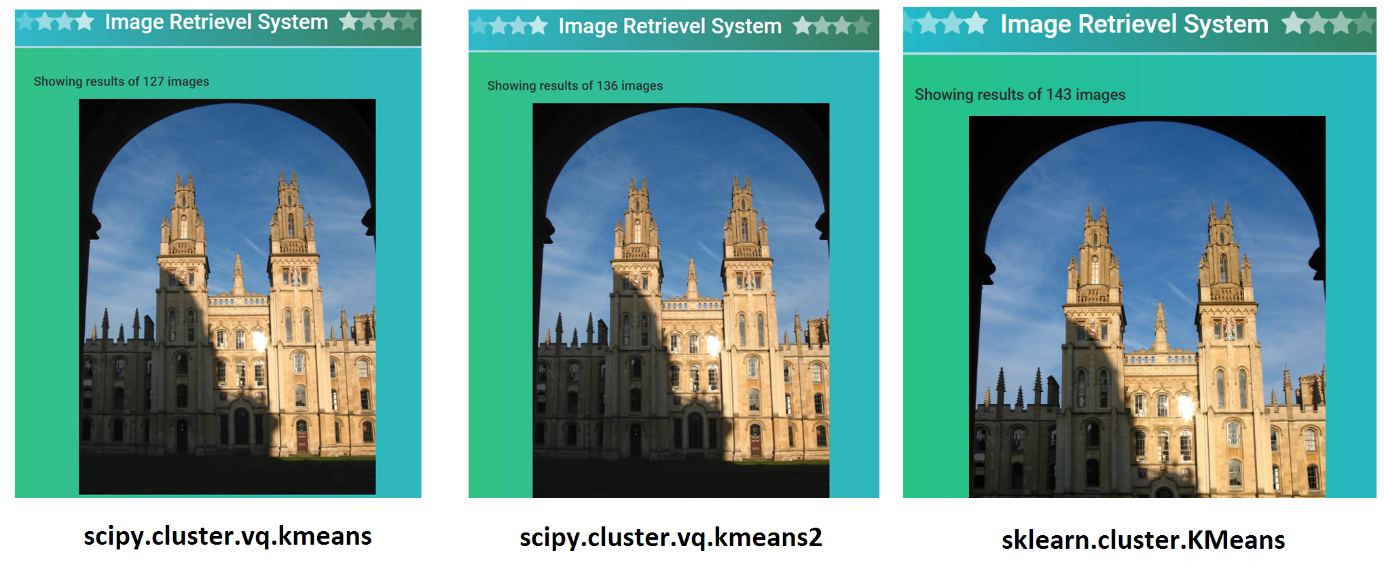 Image Retrievel System
Showing results of 127 images
scipy.cluster.vq.kmeans
Image Retrievel System
Showing results of 136 images
scipy.cluster.vq.kmeans2
Image Retrievel System
Showing results of 143 images
sklearn.cluster.KMeans